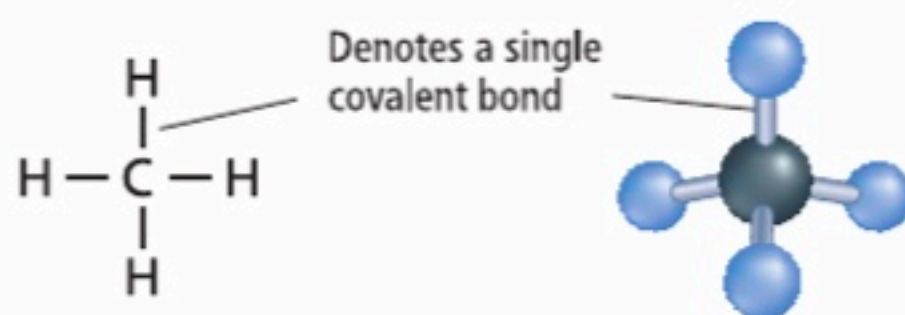 Denotes a single
covalent bond
H
H—C—H
H